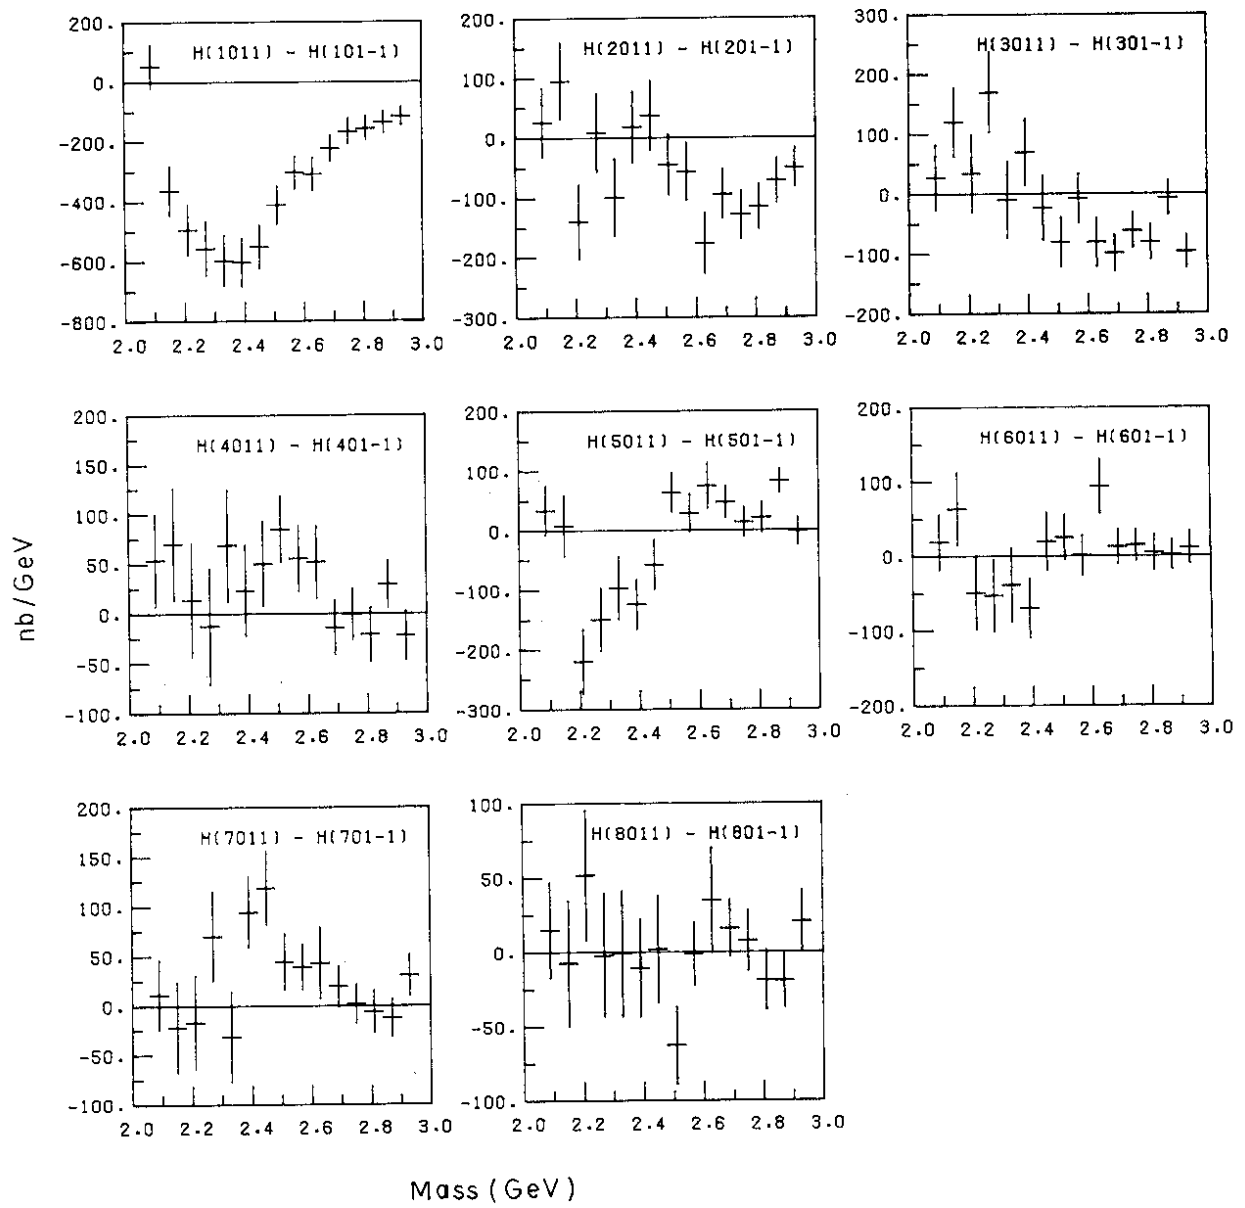 H(1011) - H(101-1)
200.
0.
-200.
-400.
-600.
-800.
2.0 2.2 2.4 2.6 2.8 3.0
H(2011) - H(201-1)
200.
100.
0.
-100.
-200.
-300.
2.0 2.2 2.4 2.6 2.8 3.0
H(3011) - H(301-1)
300.
200.
100.
0.
-100.
-200.
2.0 2.2 2.4 2.6 2.8 3.0
nb/GeV
H(4011) - H(401-1)
200.
150.
100.
50.
0.
-50.
-100.
2.0 2.2 2.4 2.6 2.8 3.0
H(5011) - H(501-1)
200.
100.
0.
-100.
-200.
-300.
2.0 2.2 2.4 2.6 2.8 3.0
H(6011) - H(601-1)
200.
100.
0.
-100.
-200.
2.0 2.2 2.4 2.6 2.8 3.0
H(7011) - H(701-1)
200.
150.
100.
50.
0.
-50.
-100.
2.0 2.2 2.4 2.6 2.8 3.0
H(8011) - H(801-1)
100.
50.
0.
-50.
-100.
2.0 2.2 2.4 2.6 2.8 3.0
Mass (GeV)